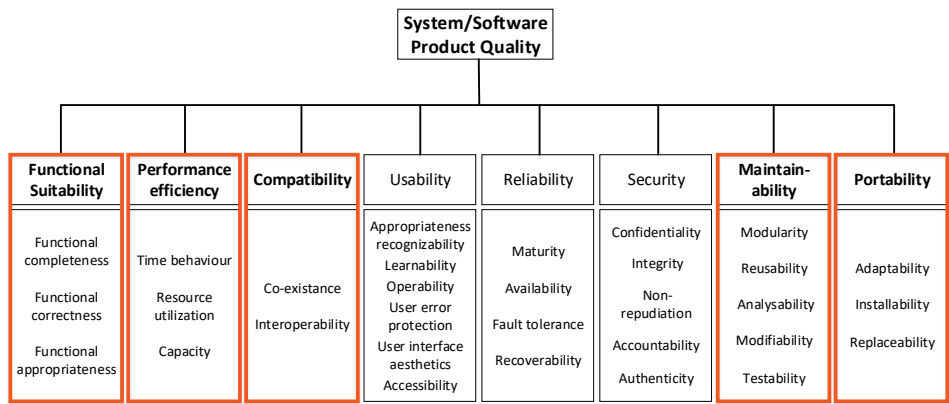 System/Software
Product Quality
Functional
Suitability
Functional
completeness
Functional
correctness
Functional
appropriateness
Performance
efficiency
Time behaviour
Resource
utilization
Capacity
Compatibility
Co-existance
Interoperability
Usability
Appropriateness
recognizability
Learnability
Operability
User error
protection
User interface
aesthetics
Accessibility
Reliability
Maturity
Availability
Fault tolerance
Recoverability
Security
Confidentiality
Integrity
Non-
repudiation
Accountability
Authenticity
Maintain-
ability
Modularity
Reusability
Analysability
Modifiability
Testability
Portability
Adaptability
Installability
Replaceability